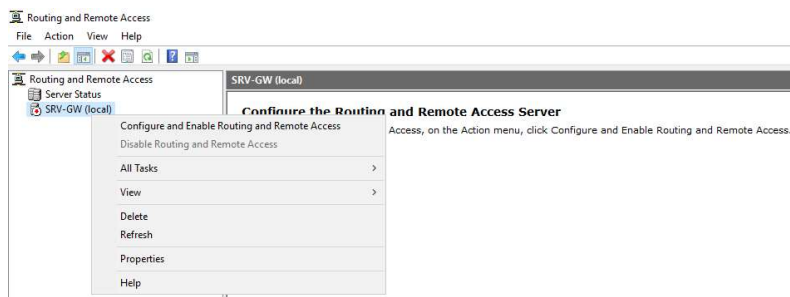 Routing and Remote Access
File Action View Help
Routing and Remote Access
Server Status
SRV-GW (local)
SRV-GW (local)
Configure the Routing and Remote Access Server
Access, on the Action menu, click Configure and Enable Routing and Remote Access.
Configure and Enable Routing and Remote Access
Disable Routing and Remote Access
All Tasks
View
Delete
Refresh
Properties
Help